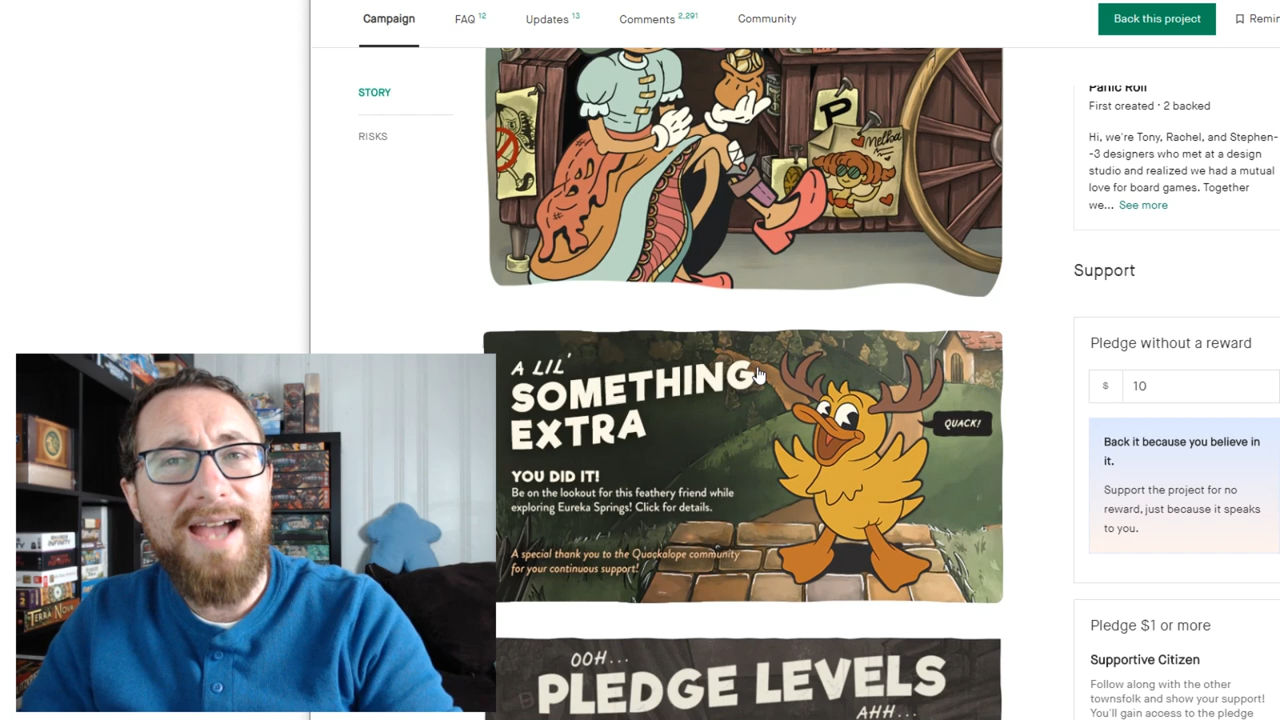 Campaign
FAQ 12
Updates 13
Comments 2,291
Community
Back this project
Remin
STORY
RISKS
P
Melba
Panic Roll
First created · 2 backed
Hi, we're Tony, Rachel, and Stephen-
-3 designers who met at a design
studio and realized we had a mutual
love for board games. Together
we... See more
Support
Pledge without a reward
$ 10
Back it because you believe in
it.
Support the project for no
reward, just because it speaks
to you.
Pledge $1 or more
Supportive Citizen
Follow along with the other
townsfolk and show your support!
You'll gain access to the pledge
A LIL'
SOMETHING
EXTRA
YOU DID IT!
Be on the lookout for this feathery friend while
exploring Eureka Springs! Click for details.
A special thank you to the Quackalope community
for your continuous support!
QUACK!
OOH...
PLEDGE LEVELS
AHH...
TERRA NOVA